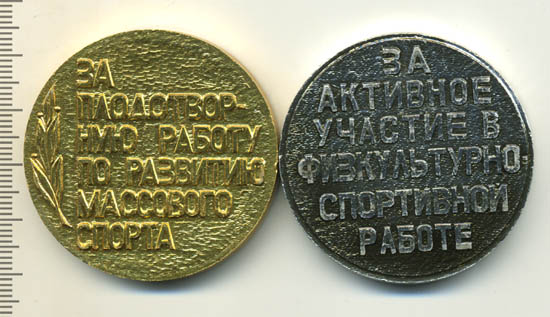 ЗА
ПЛОДОТВОР-
НУЮ РАБОТУ
ПО РАЗВИТИЮ
МАССОВОГО
СПОРТА
ЗА
АКТИВНОЕ
УЧАСТИЕ В
ФИЗКУЛЬТУРНО-
СПОРТИВНОЙ
РАБОТЕ